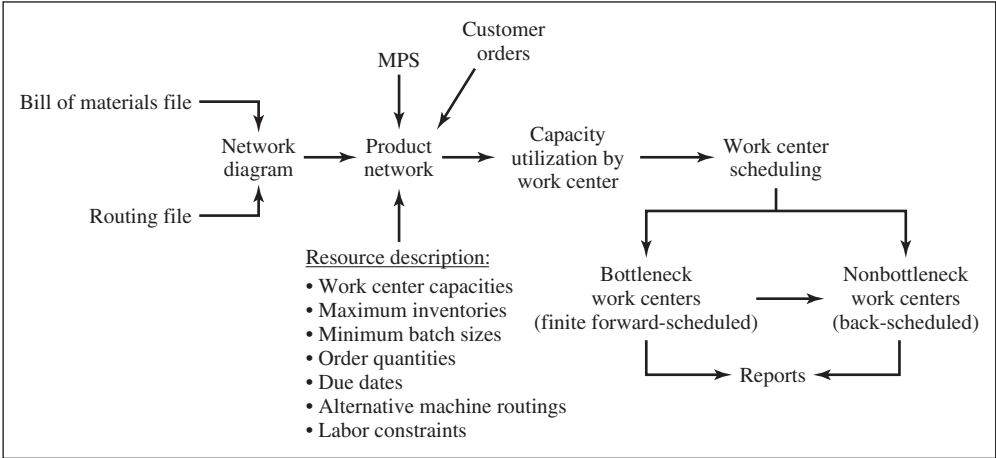 Customer
orders
MPS
Bill of materials file
Network
diagram
Product
network
Capacity
utilization by
work center
Work center
scheduling
Routing file
Resource description:
• Work center capacities
• Maximum inventories
• Minimum batch sizes
• Order quantities
• Due dates
• Alternative machine routings
• Labor constraints
Bottleneck
work centers
(finite forward-scheduled)
Nonbottleneck
work centers
(back-scheduled)
Reports